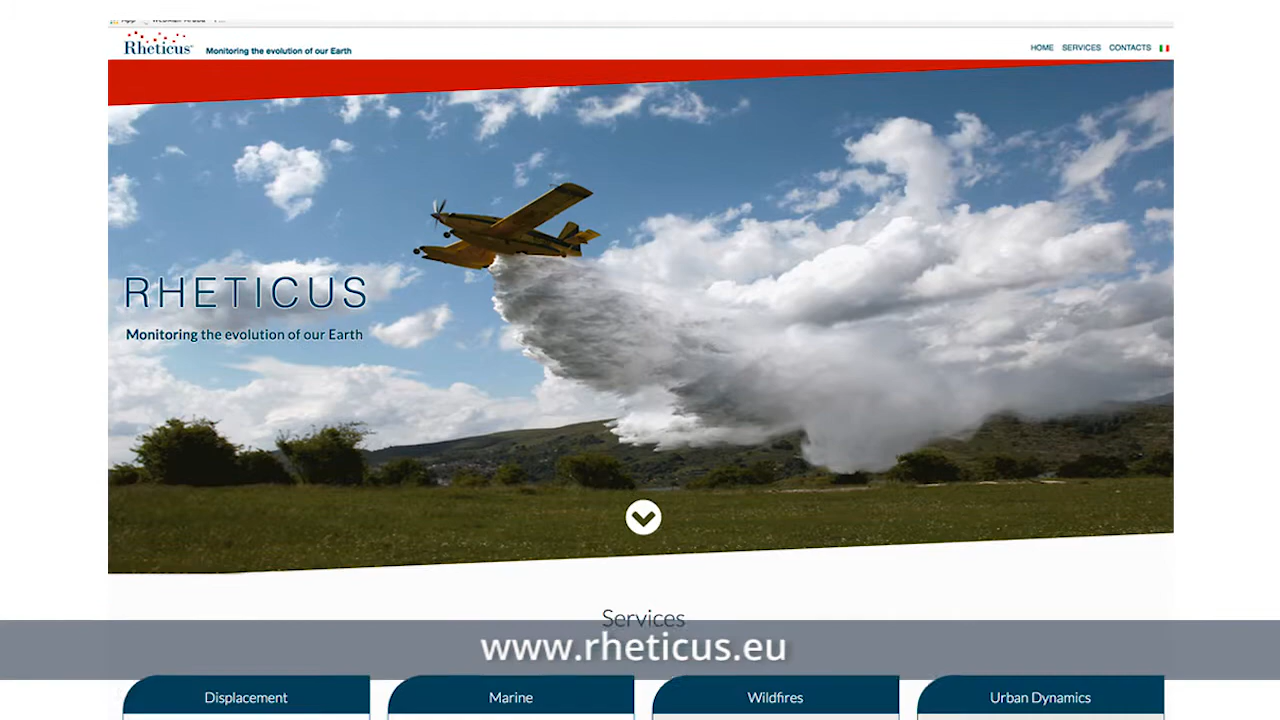 Rheticus
Monitoring the evolution of our Earth
HOME SERVICES CONTACTS
RHETICUS
Monitoring the evolution of our Earth
Services
www.rheticus.eu
Displacement
Marine
Wildfires
Urban Dynamics